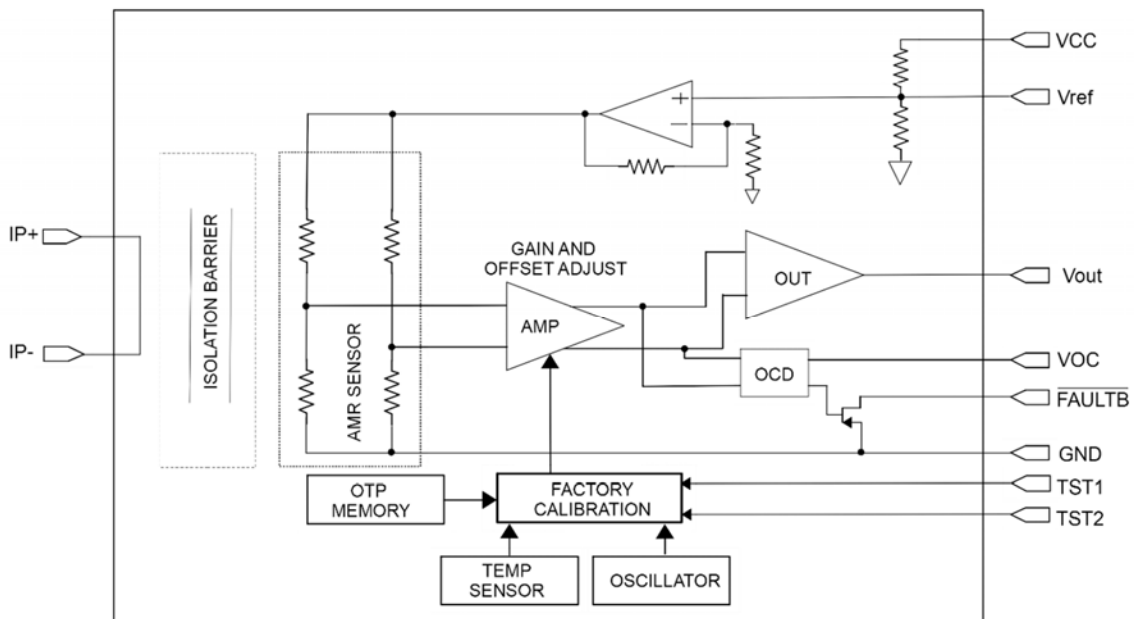 VCC
Vref
+
−
IP+
IP-
ISOLATION BARRIER
AMR SENSOR
GAIN AND
OFFSET ADJUST
AMP
OUT
Vout
OCD
VOC
FAULTB
GND
OTP
MEMORY
FACTORY
CALIBRATION
TST1
TST2
TEMP
SENSOR
OSCILLATOR